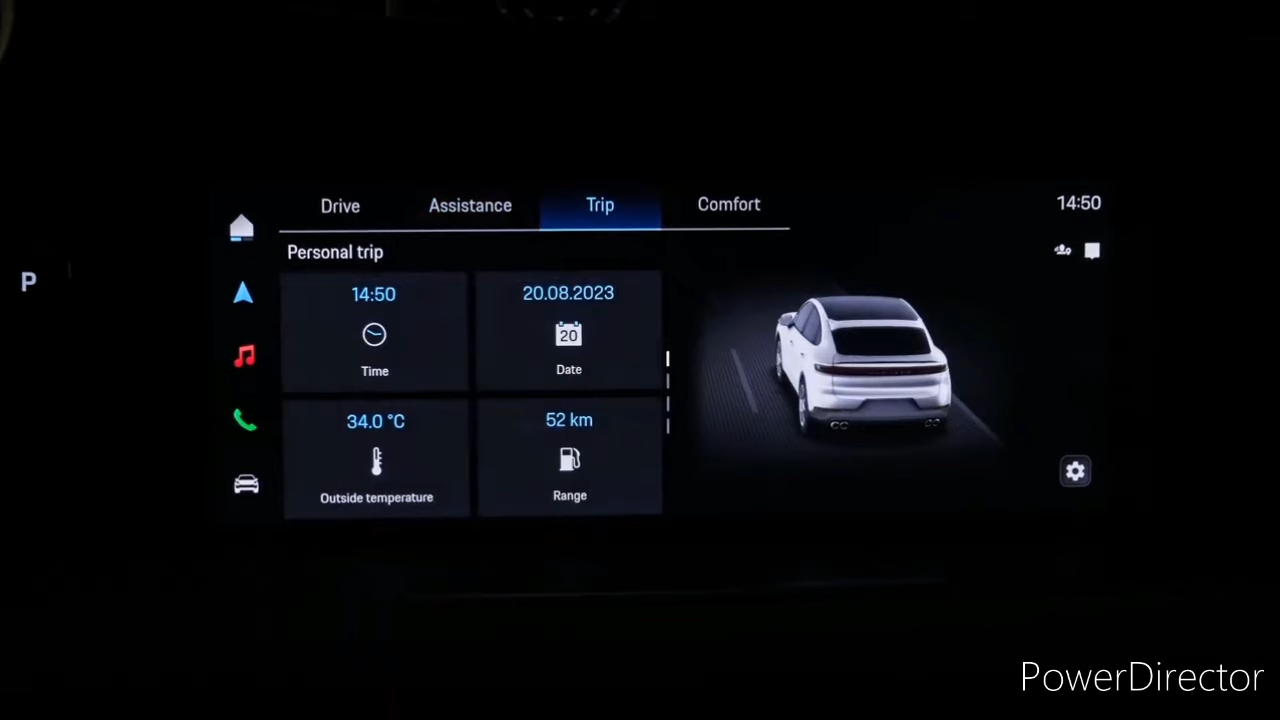 Drive Assistance Trip Comfort 14:50
Personal trip
P
14:50 20.08.2023
20
Time Date
34.0 °C 52 km
Outside temperature Range
PowerDirector